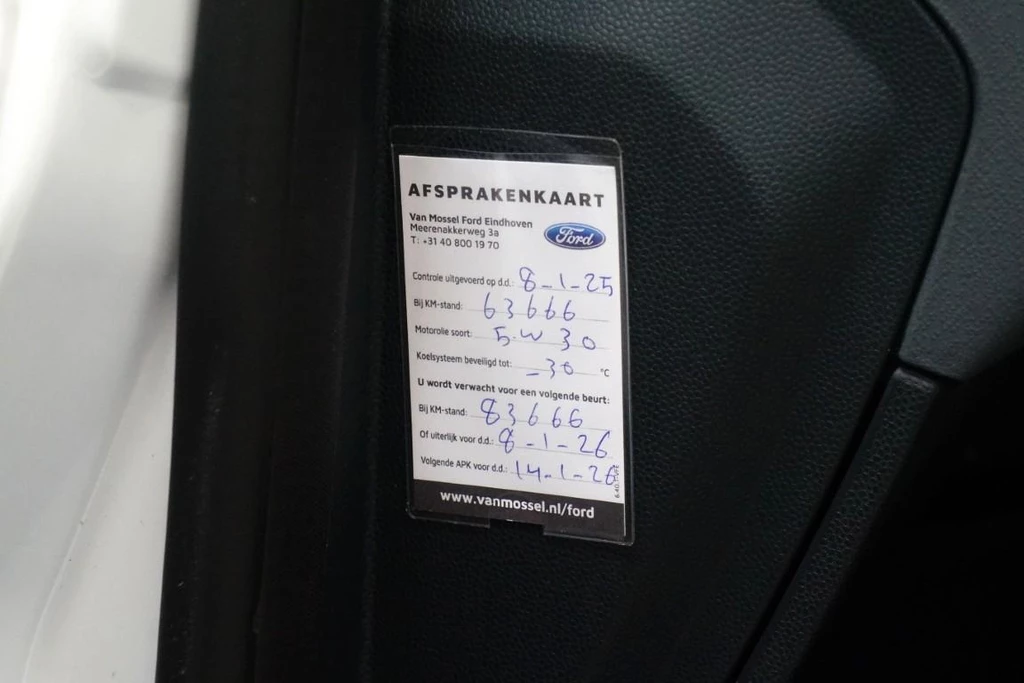 AFSPRAKENKAART
Van Mossel Ford Eindhoven
Meerenakkerweg 3a
T: +31 40 800 19 70
Ford
Controle uitgevoerd op d.d.: 8-1-25
Bij KM-stand: 63666
Motorolie soort: 5-W 30
Koelsysteem beveiligd tot: -30 °C
U wordt verwacht voor een volgende beurt:
Bij KM-stand: 83666
Of uiterlijk voor d.d.: 8-1-26
Volgende APK voor d.d.: 14-1-26
www.vanmossel.nl/ford